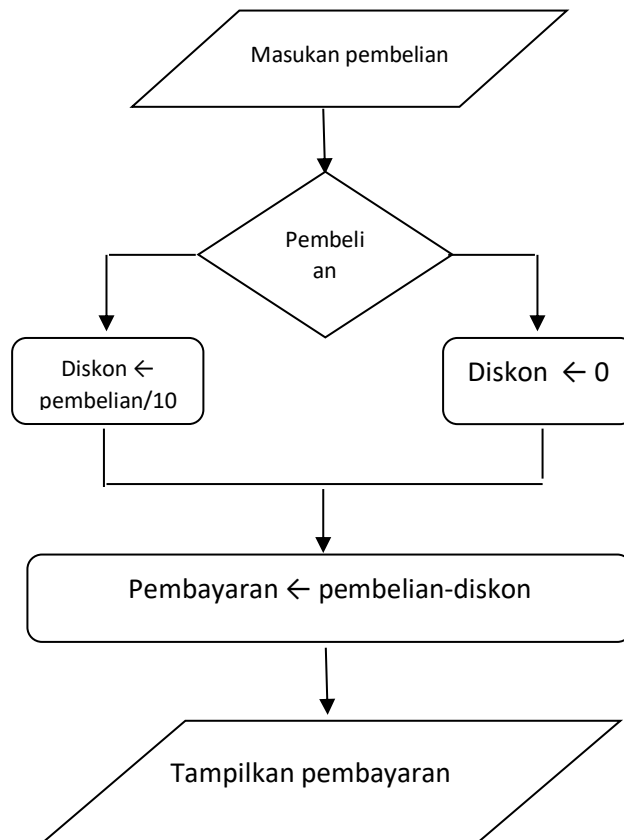 Masukan pembelian
Pembeli
an
Diskon ←
pembelian/10
Diskon ← 0
Pembayaran ← pembelian-diskon
Tampilkan pembayaran